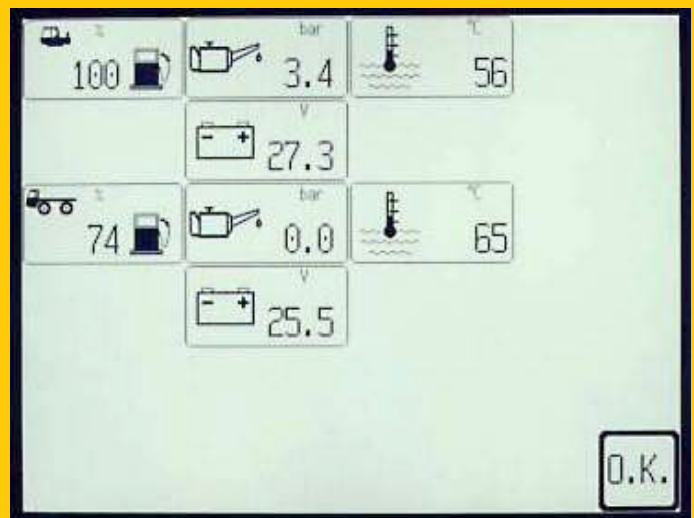 % bar °C
100 3.4 56
V
- + 27.3
% bar °C
74 0.0 65
V
- + 25.5
O.K.